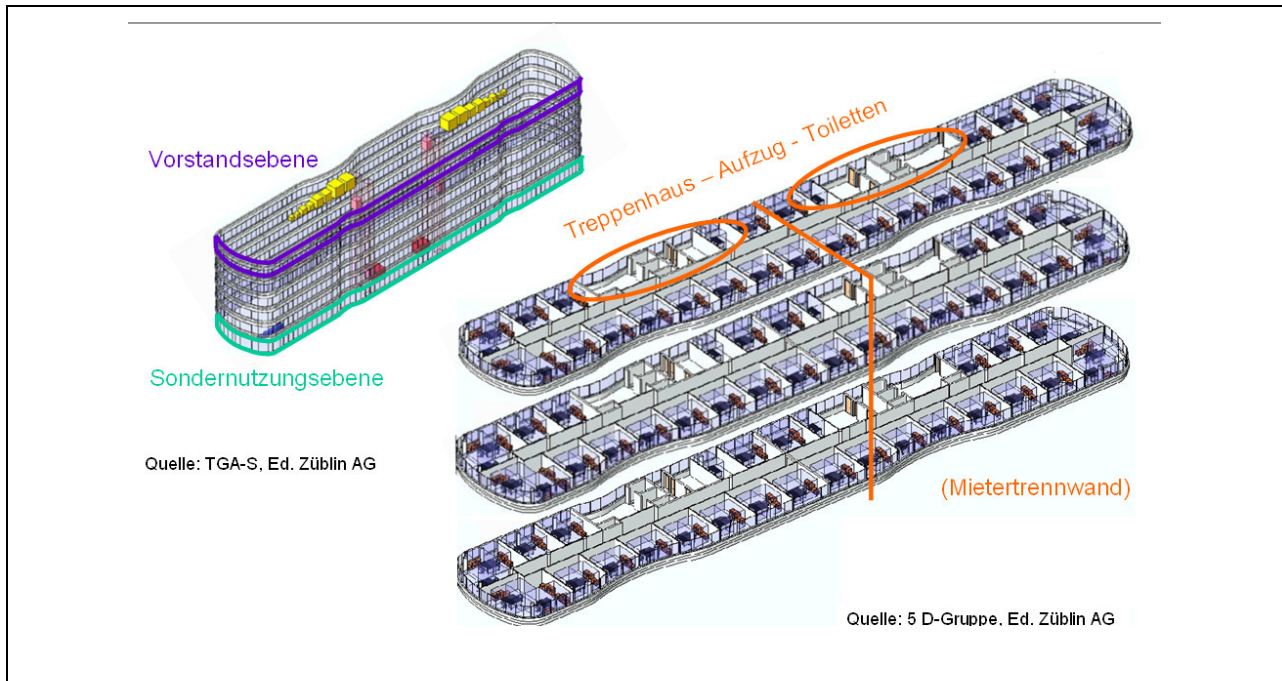 Vorstandsebene
Sondernutzungsebene
Quelle: TGA-S, Ed. Züblin AG
Treppenhaus – Aufzug - Toiletten
(Mietertrennwand)
Quelle: 5 D-Gruppe, Ed. Züblin AG